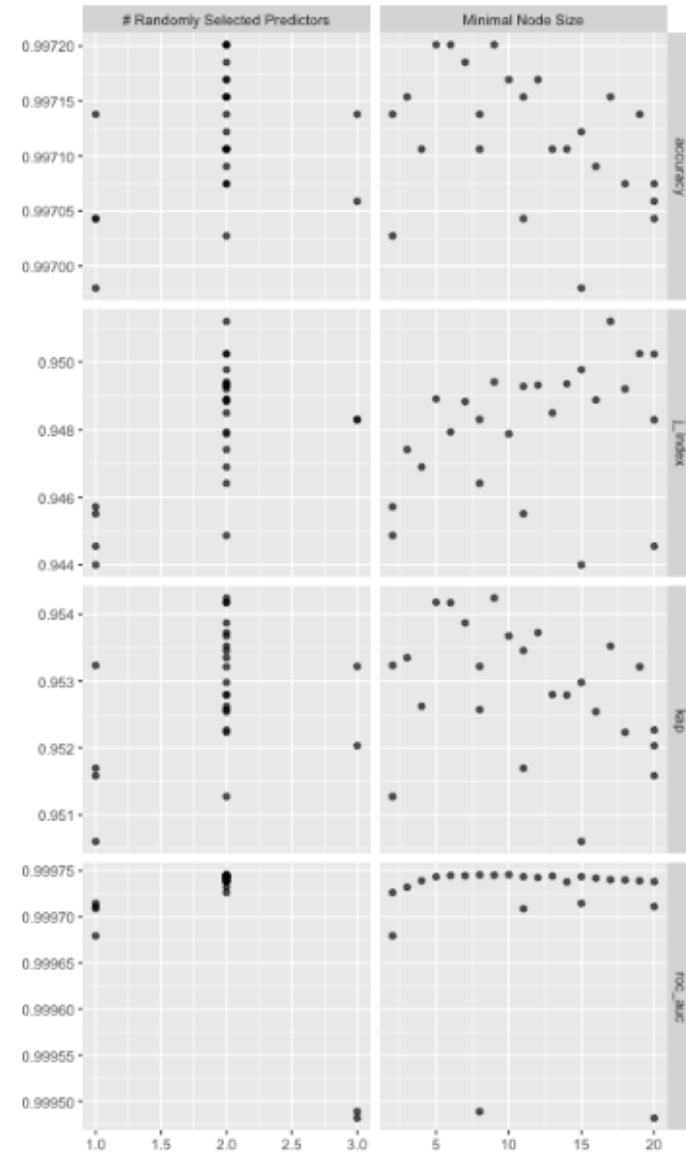 # Randomly Selected Predictors
Minimal Node Size
0.99720
0.99715
0.99710
0.99705
0.99700
accuracy
0.950
0.948
0.946
0.944
j_index
0.954
0.953
0.952
0.951
kap
0.99975
0.99970
0.99965
0.99960
0.99955
0.99950
roc_auc
1.0 1.5 2.0 2.5 3.0
5 10 15 20